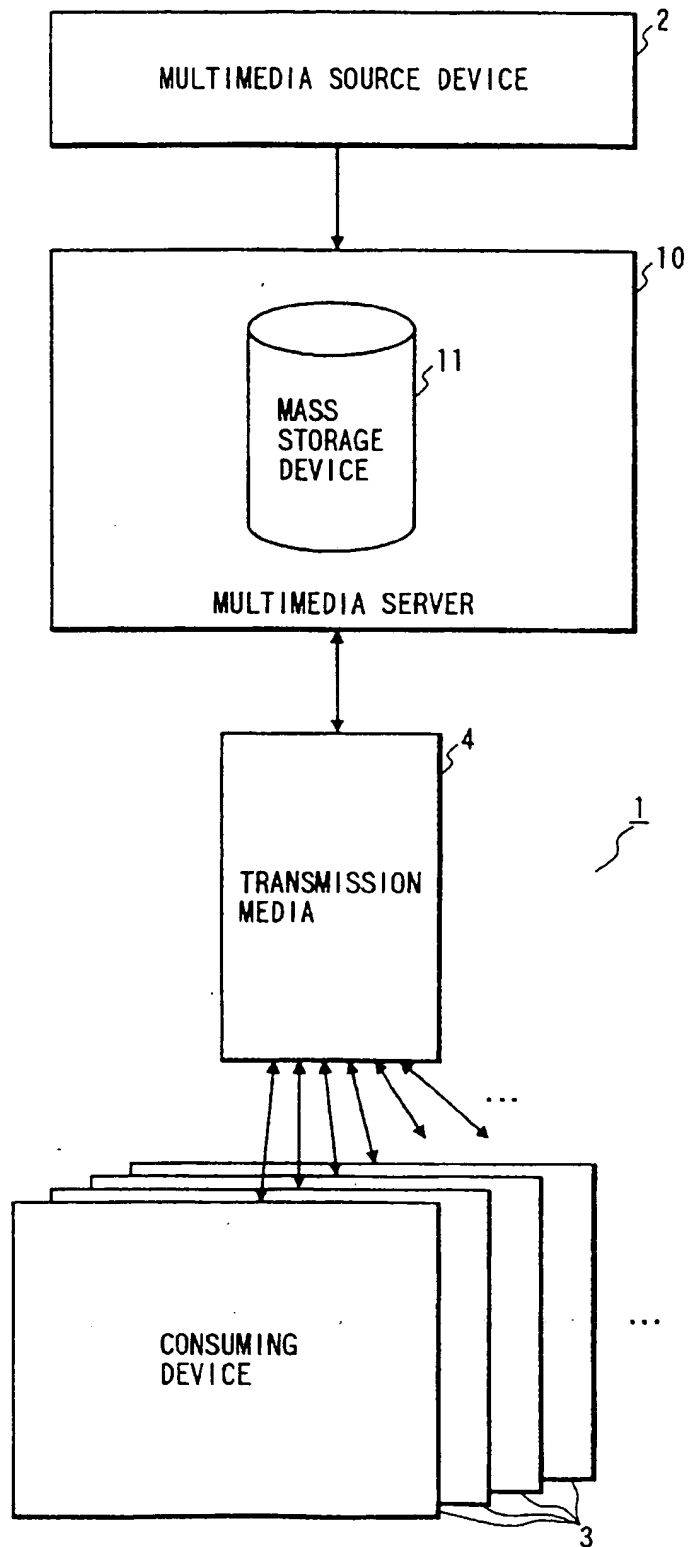 2
MULTIMEDIA SOURCE DEVICE
10
11
MASS
STORAGE
DEVICE
MULTIMEDIA SERVER
4
TRANSMISSION
MEDIA
1
...
...
CONSUMING
DEVICE
3